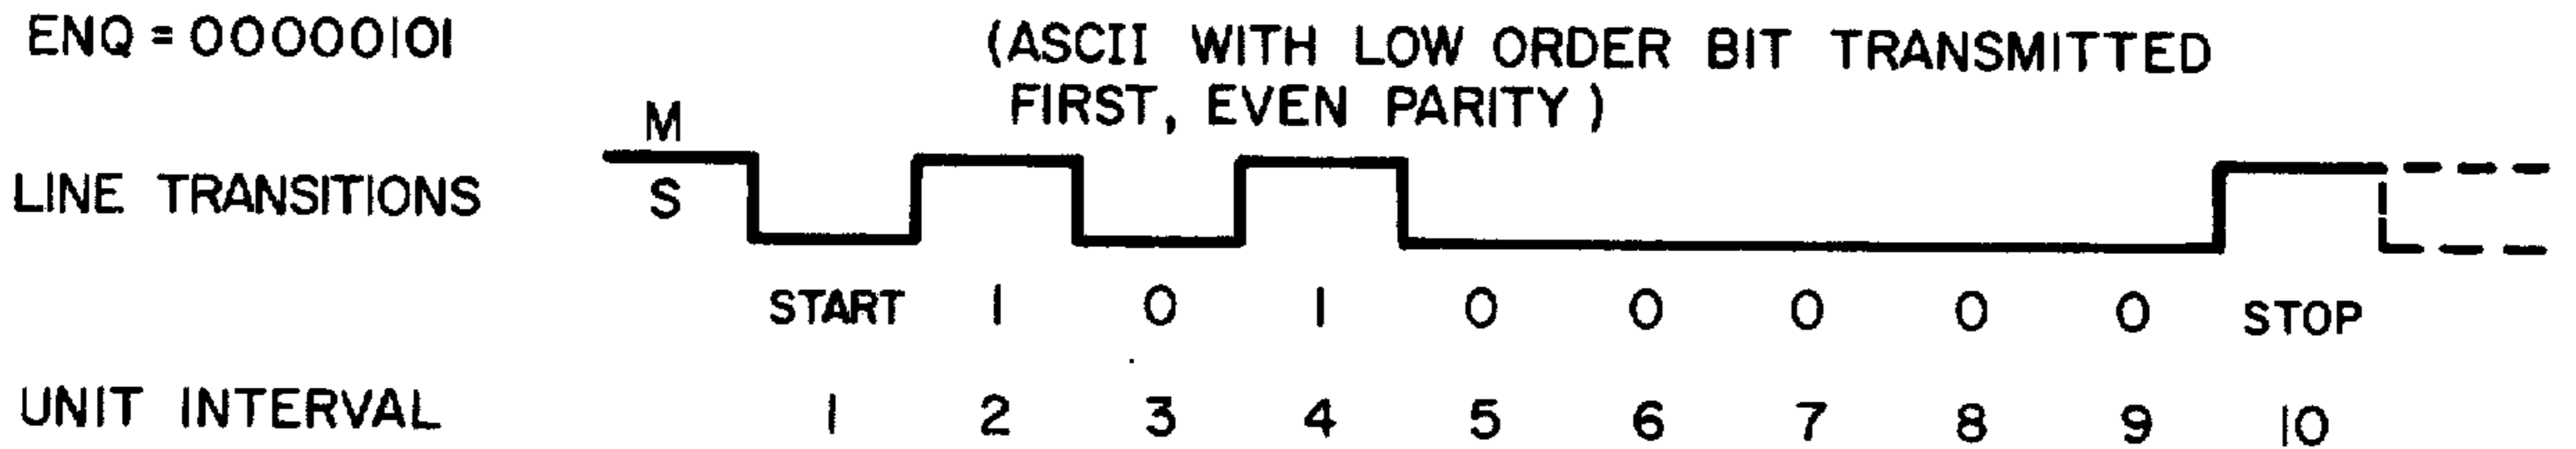 ENQ = 00000101
(ASCII WITH LOW ORDER BIT TRANSMITTED
FIRST, EVEN PARITY)
M
LINE TRANSITIONS S
START 1 0 1 0 0 0 0 0 STOP
UNIT INTERVAL 1 2 3 4 5 6 7 8 9 10